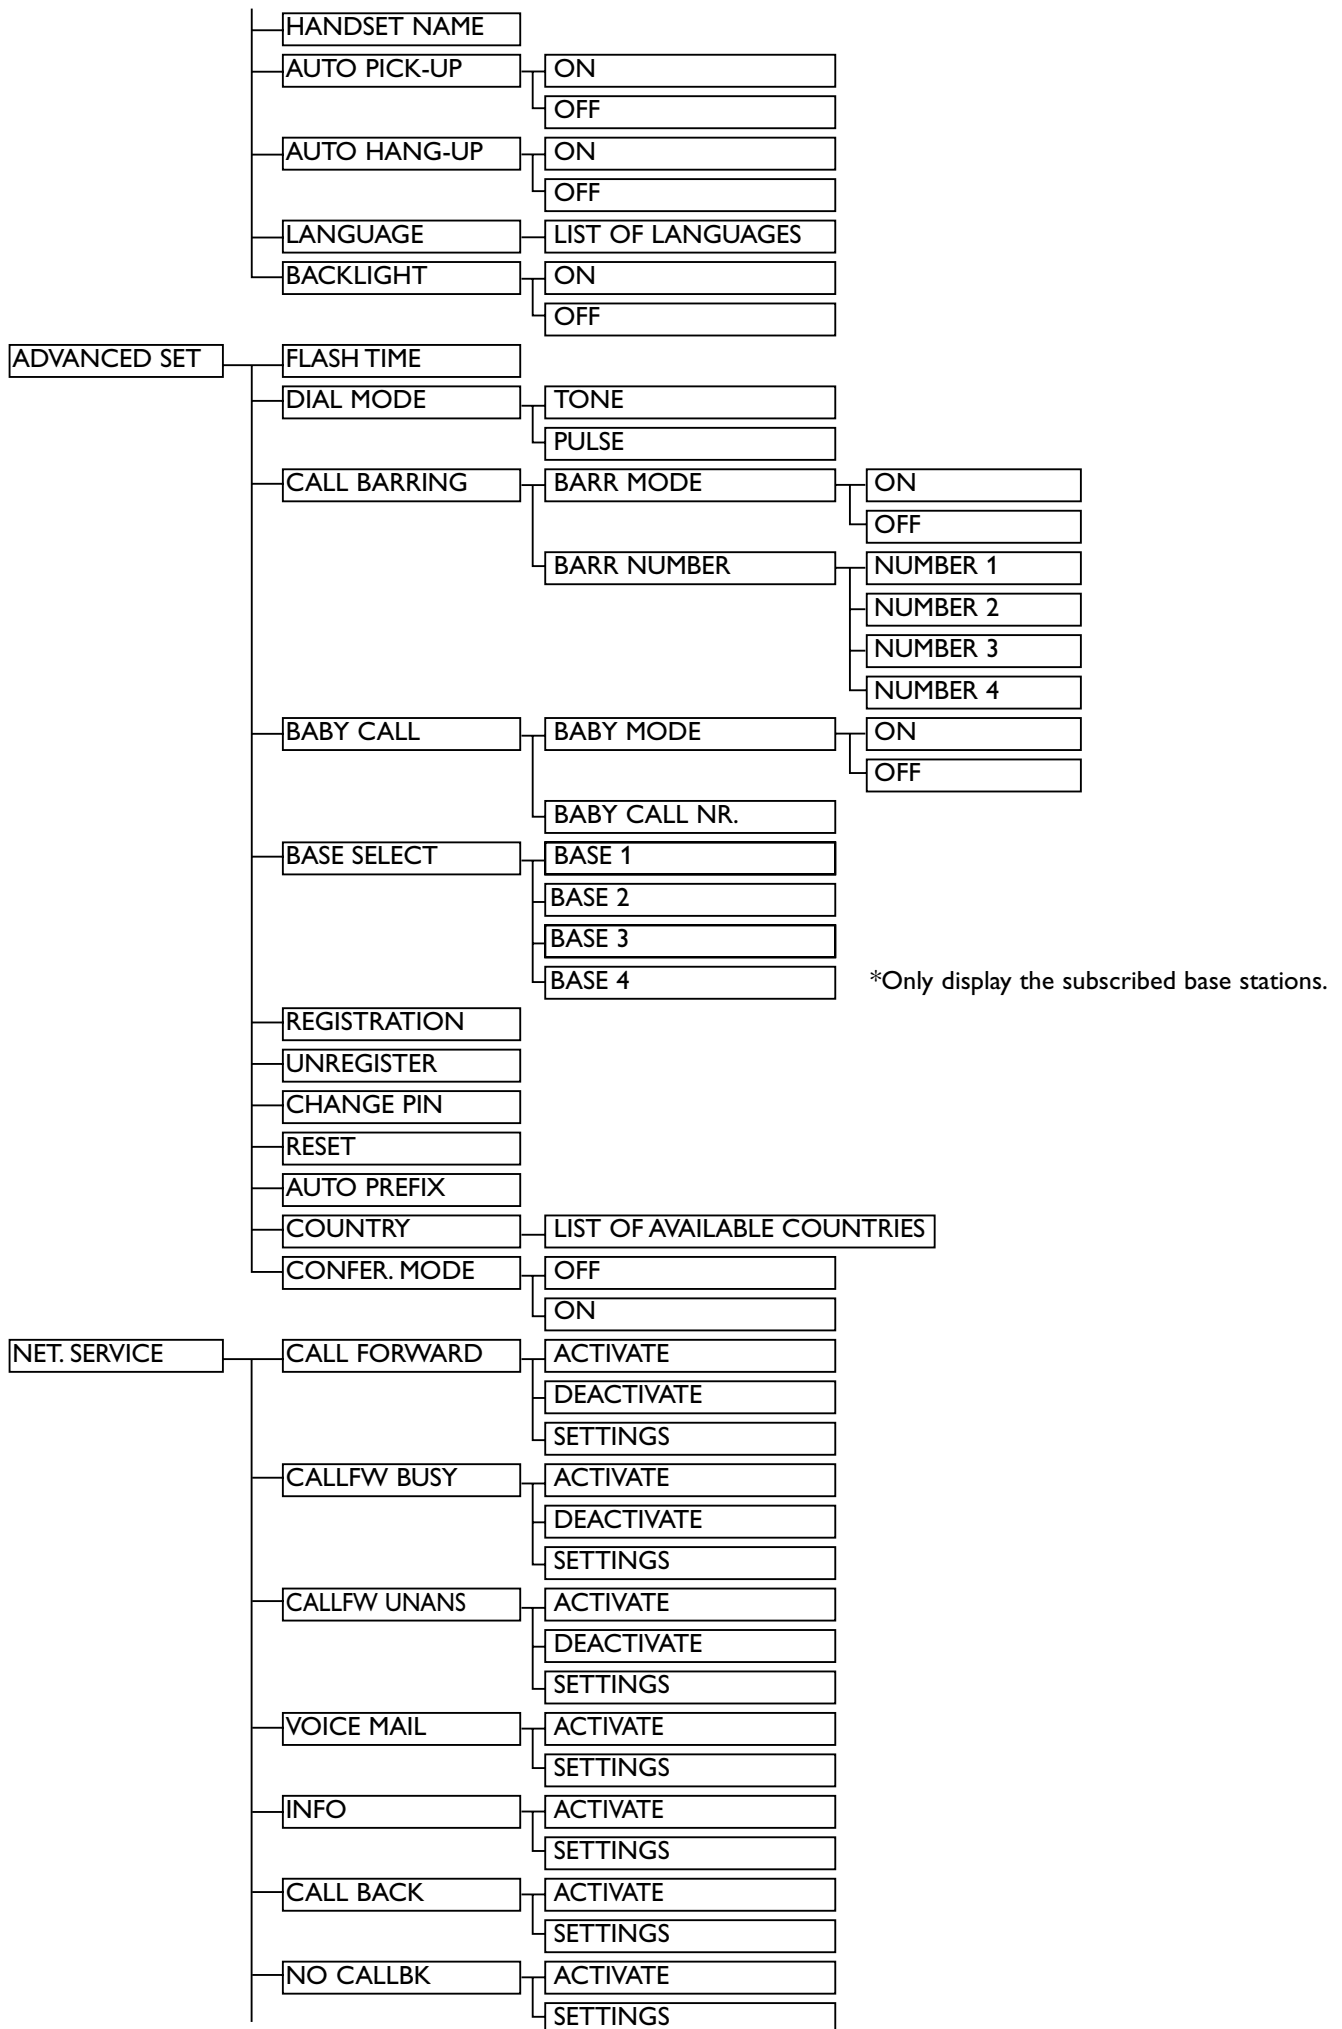 HANDSET NAME
AUTO PICK-UP ON
OFF
AUTO HANG-UP ON
OFF
LANGUAGE LIST OF LANGUAGES
BACKLIGHT ON
OFF
ADVANCED SET FLASH TIME
DIAL MODE TONE
PULSE
CALL BARRING BARR MODE ON
OFF
BARR NUMBER NUMBER 1
NUMBER 2
NUMBER 3
NUMBER 4
BABY CALL BABY MODE ON
OFF
BABY CALL NR.
BASE SELECT BASE 1
BASE 2
BASE 3
BASE 4 *Only display the subscribed base stations.
REGISTRATION
UNREGISTER
CHANGE PIN
RESET
AUTO PREFIX
COUNTRY LIST OF AVAILABLE COUNTRIES
CONFER. MODE OFF
ON
NET. SERVICE CALL FORWARD ACTIVATE
DEACTIVATE
SETTINGS
CALLFW BUSY ACTIVATE
DEACTIVATE
SETTINGS
CALLFW UNANS ACTIVATE
DEACTIVATE
SETTINGS
VOICE MAIL ACTIVATE
SETTINGS
INFO ACTIVATE
SETTINGS
CALL BACK ACTIVATE
SETTINGS
NO CALLBK ACTIVATE
SETTINGS